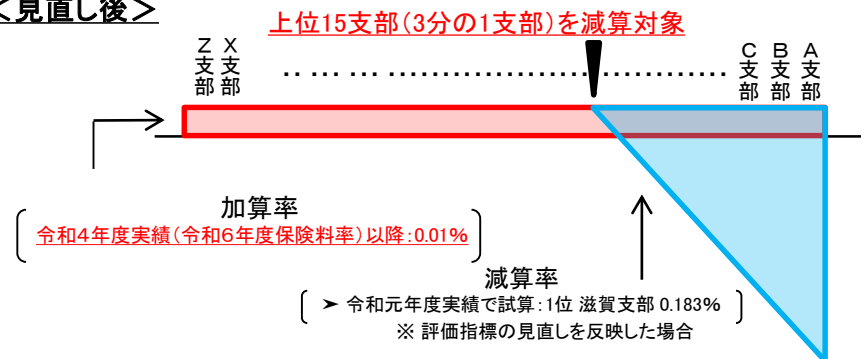 <見直し後>
上位15支部(3分の1支部)を減算対象
Z支部 X支部 ‥ … … ………………………………… C支部 B支部 A支部
加算率
令和4年度実績(令和6年度保険料率)以降:0.01%
減算率
➤ 令和元年度実績で試算:1位 滋賀支部 0.183%
※ 評価指標の見直しを反映した場合